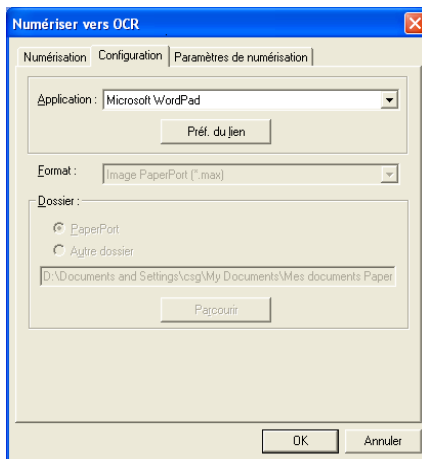 Numériser vers OCR
Numérisation Configuration Paramètres de numérisation
Application : Microsoft WordPad
Préf. du lien
Format : Image PaperPort (*.max)
Dossier :
PaperPort
Autre dossier
D:\Documents and Settings\csg\My Documents\Mes documents Paper
Parcourir
OK Annuler